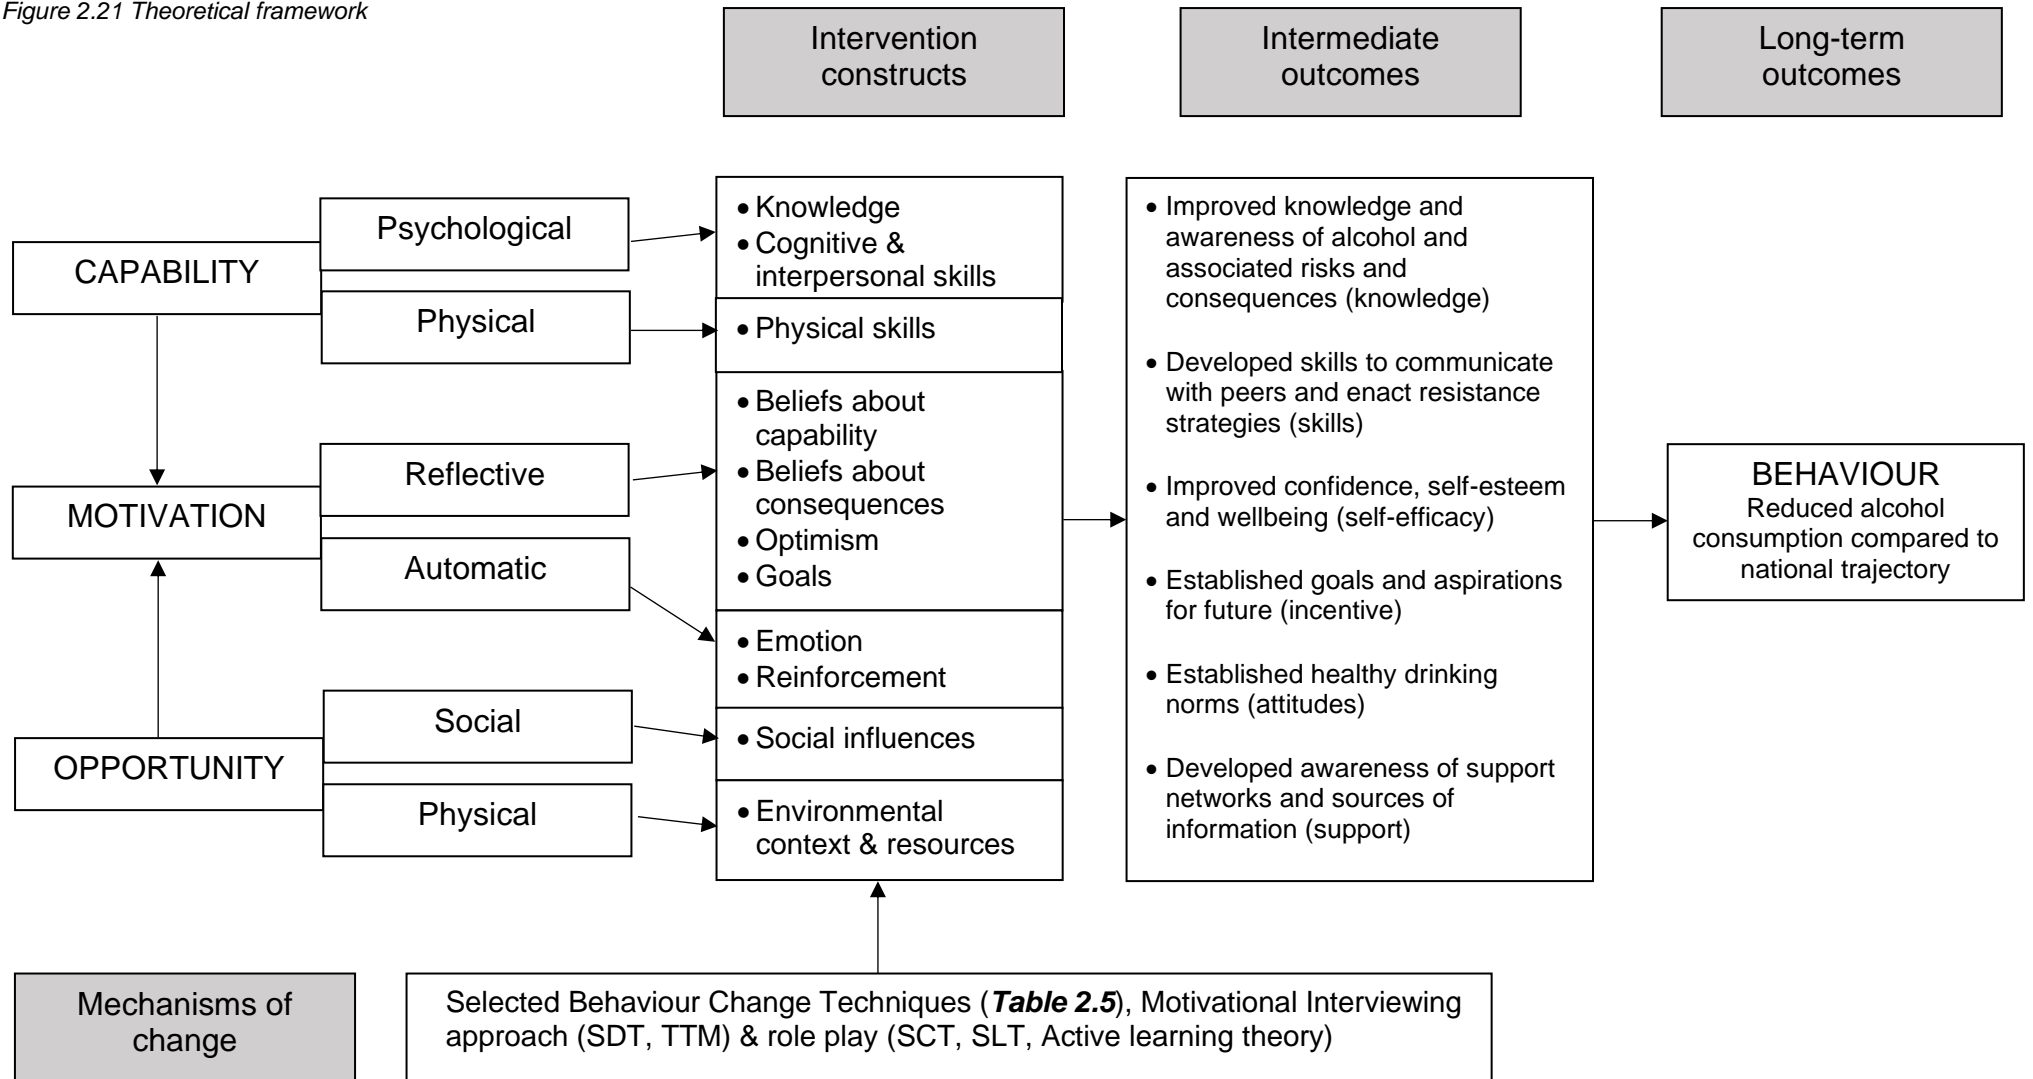 Figure 2.21 Theoretical framework
Intervention
constructs
Intermediate
outcomes
Long-term
outcomes
CAPABILITY
Psychological
Physical
MOTIVATION
Reflective
Automatic
OPPORTUNITY
Social
Physical
• Knowledge
• Cognitive &
interpersonal skills
• Physical skills
• Beliefs about
capability
• Beliefs about
consequences
• Optimism
• Goals
• Emotion
• Reinforcement
• Social influences
• Environmental
context & resources
• Improved knowledge and
awareness of alcohol and
associated risks and
consequences (knowledge)
• Developed skills to communicate
with peers and enact resistance
strategies (skills)
• Improved confidence, self-esteem
and wellbeing (self-efficacy)
• Established goals and aspirations
for future (incentive)
• Established healthy drinking
norms (attitudes)
• Developed awareness of support
networks and sources of
information (support)
BEHAVIOUR
Reduced alcohol
consumption compared to
national trajectory
Mechanisms of
change
Selected Behaviour Change Techniques (Table 2.5), Motivational Interviewing
approach (SDT, TTM) & role play (SCT, SLT, Active learning theory)